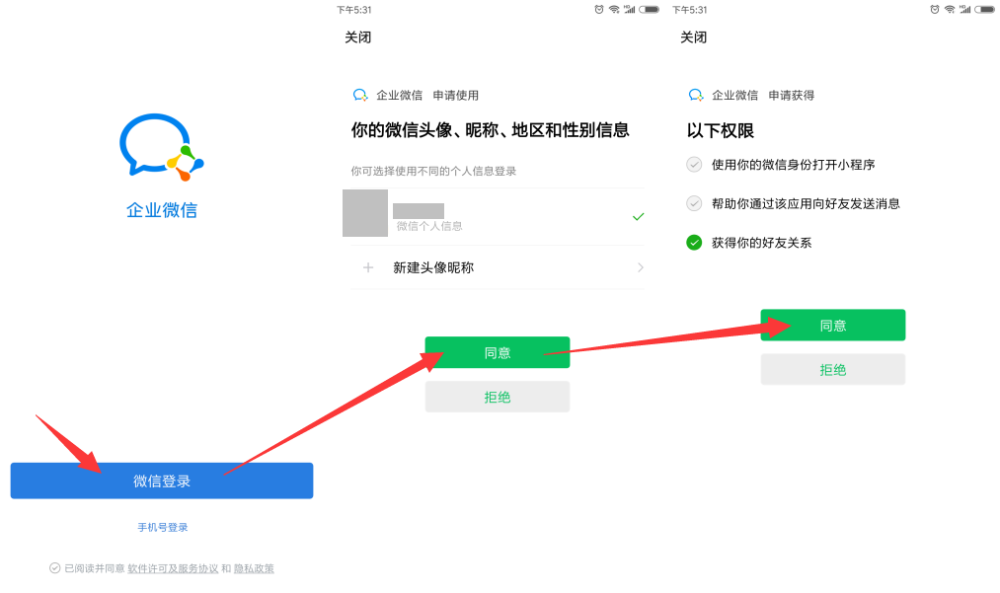 企业微信
微信登录
手机号登录
已阅读并同意 软件许可及服务协议 和 隐私政策
下午5:31
关闭
企业微信 申请使用
你的微信头像、昵称、地区和性别信息
你可选择使用不同的个人信息登录
微信个人信息
新建头像昵称
同意
拒绝
下午5:31
关闭
企业微信 申请获得
以下权限
使用你的微信身份打开小程序
帮助你通过该应用向好友发送消息
获得你的好友关系
同意
拒绝